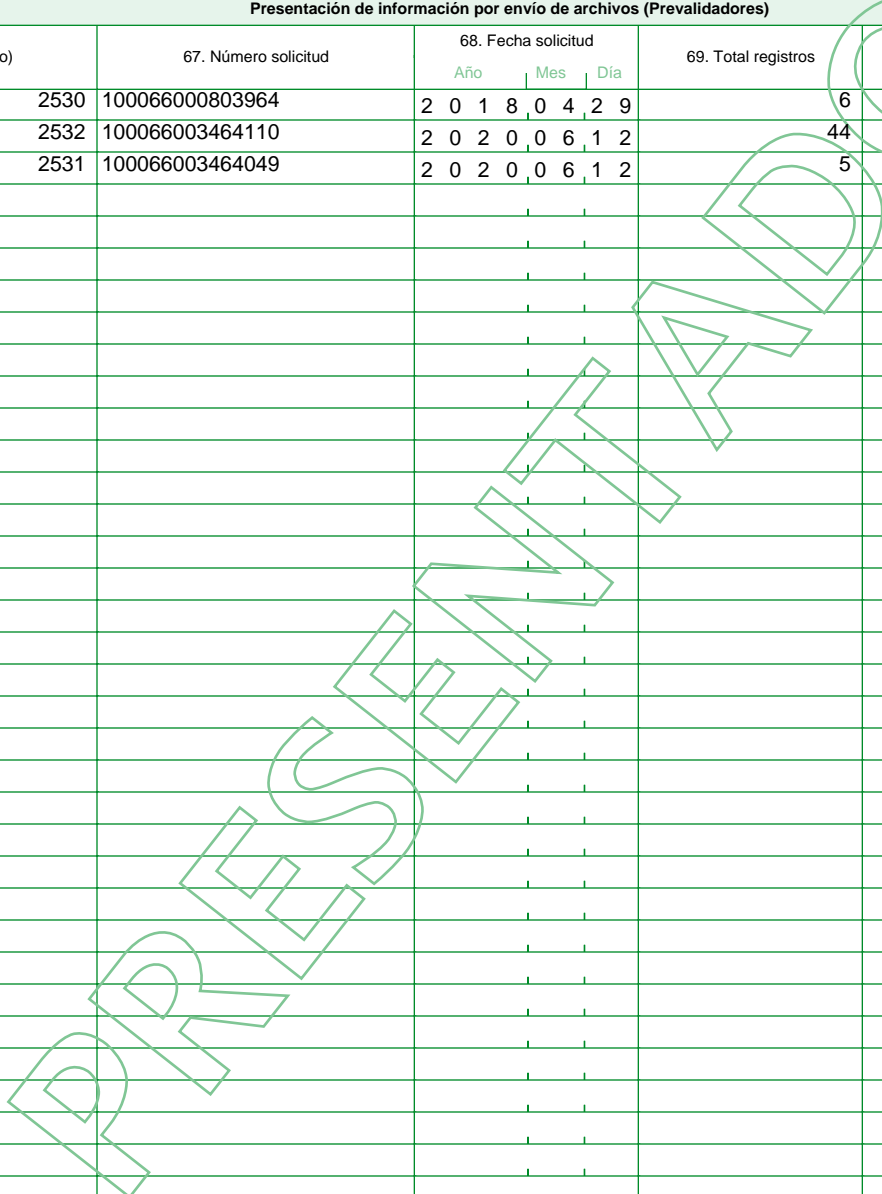 Presentación de información por envío de archivos (Prevalidadores)
o) 67. Número solicitud 68. Fecha solicitud 69. Total registros
Año Mes Día
2530 100066000803964 2 0 1 8 0 4 2 9 6
2532 100066003464110 2 0 2 0 0 6 1 2 44
2531 100066003464049 2 0 2 0 0 6 1 2 5
PRESENTADO